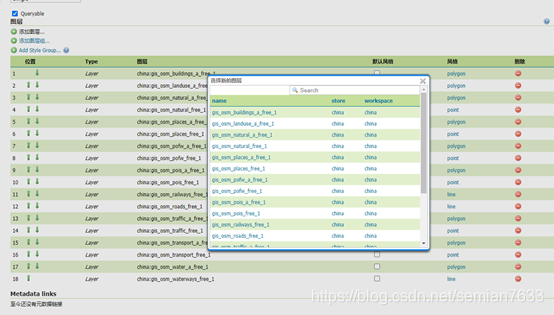 Queryable
图层
添加图层...
添加图层组...
Add Style Group...
位置 Type 图层 默认风格 风格 删除
1 Layer china:gis_osm_buildings_a_free_1 polygon
2 Layer china:gis_osm_landuse_a_free_1 polygon
3 Layer china:gis_osm_natural_a_free_1 polygon
4 Layer china:gis_osm_natural_free_1 point
5 Layer china:gis_osm_places_a_free_1 polygon
6 Layer china:gis_osm_places_free_1 point
7 Layer china:gis_osm_pofw_a_free_1 polygon
8 Layer china:gis_osm_pofw_free_1 point
9 Layer china:gis_osm_pois_a_free_1 polygon
10 Layer china:gis_osm_pois_free_1 point
11 Layer china:gis_osm_railways_free_1 line
12 Layer china:gis_osm_roads_free_1 line
13 Layer china:gis_osm_traffic_a_free_1 polygon
14 Layer china:gis_osm_traffic_free_1 point
15 Layer china:gis_osm_transport_a_free_1 polygon
16 Layer china:gis_osm_transport_free_1 point
17 Layer china:gis_osm_water_a_free_1 polygon
18 Layer china:gis_osm_waterways_free_1 line
选择新的图层
Search
name store workspace
gis_osm_buildings_a_free_1 china china
gis_osm_landuse_a_free_1 china china
gis_osm_natural_a_free_1 china china
gis_osm_natural_free_1 china china
gis_osm_places_a_free_1 china china
gis_osm_places_free_1 china china
gis_osm_pofw_a_free_1 china china
gis_osm_pofw_free_1 china china
gis_osm_pois_a_free_1 china china
gis_osm_pois_free_1 china china
gis_osm_railways_free_1 china china
gis_osm_roads_free_1 china china
gis_osm_traffic_a_free_1 china china
Metadata links
至今还没有元数据链接
https://blog.csdn.net/semian7633